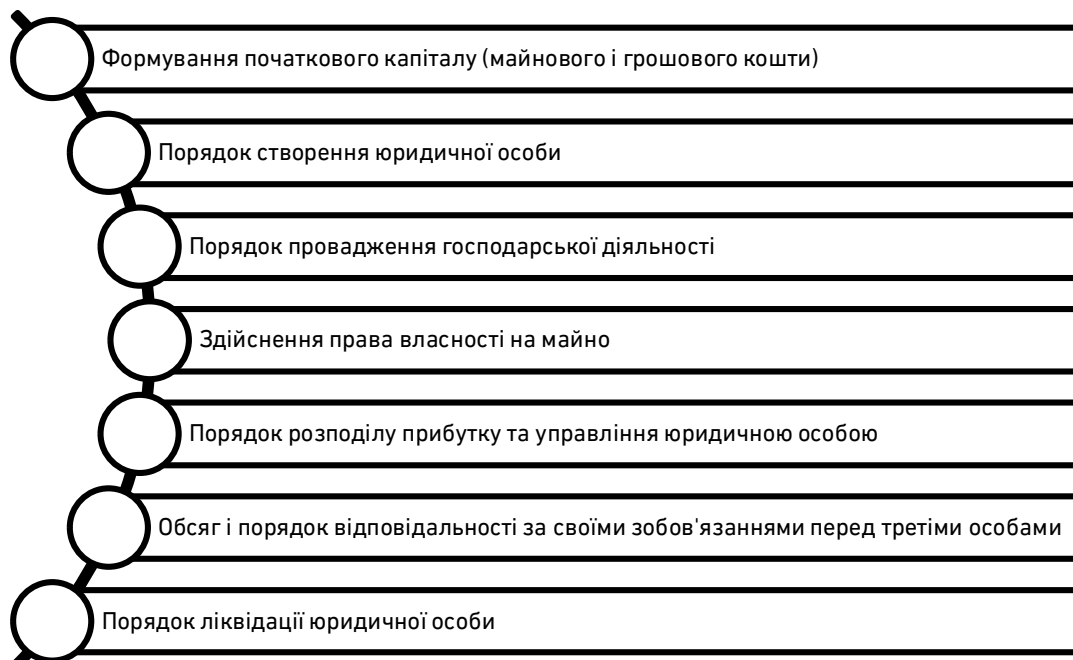 Формування початкового капіталу (майнового і грошового кошти)
Порядок створення юридичної особи
Порядок провадження господарської діяльності
Здійснення права власності на майно
Порядок розподілу прибутку та управління юридичною особою
Обсяг і порядок відповідальності за своїми зобов'язаннями перед третіми особами
Порядок ліквідації юридичної особи